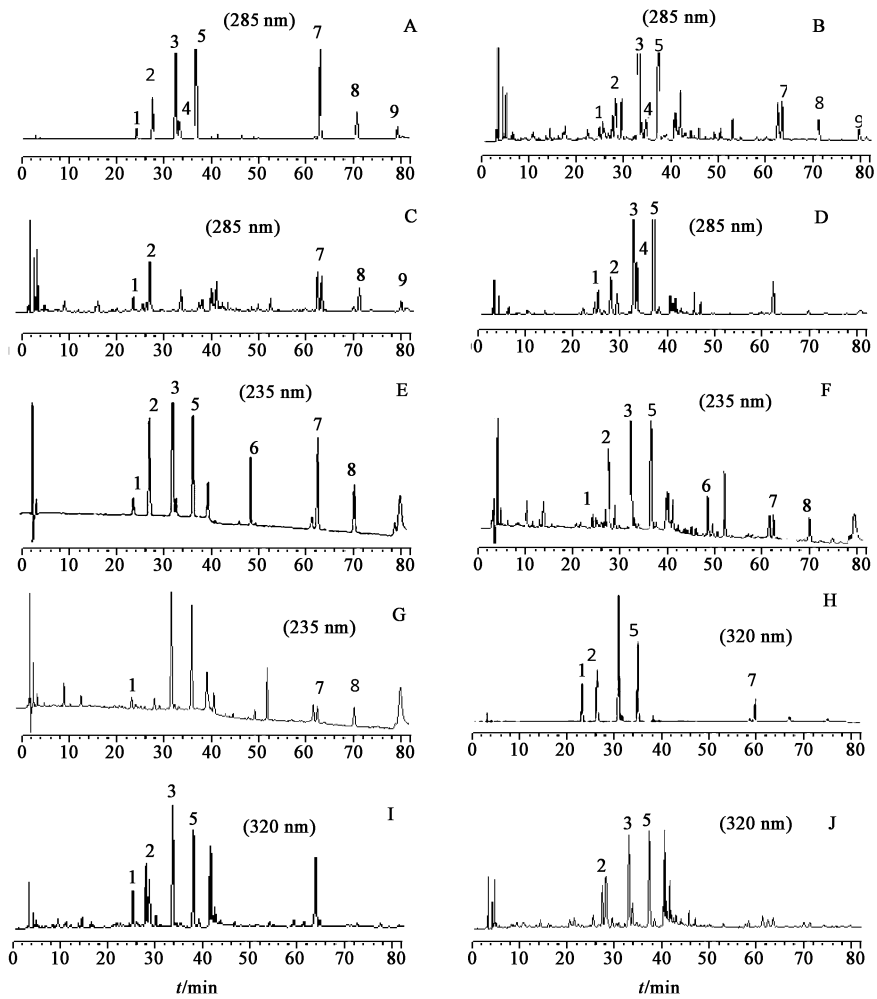 (285 nm) A
1 2 3 4 5 7 8 9
0 10 20 30 40 50 60 70 80
(285 nm) B
1 2 3 4 5 7 8 9
0 10 20 30 40 50 60 70 80
(285 nm) C
1 2 7 8 9
0 10 20 30 40 50 60 70 80
(285 nm) D
1 2 3 4 5
0 10 20 30 40 50 60 70 80
(235 nm) E
1 2 3 5 6 7 8
0 10 20 30 40 50 60 70 80
(235 nm) F
1 2 3 5 6 7 8
0 10 20 30 40 50 60 70 80
(235 nm) G
1 7 8
0 10 20 30 40 50 60 70 80
(320 nm) H
1 2 5 7
0 10 20 30 40 50 60 70 80
(320 nm) I
1 2 3 5
0 10 20 30 40 50 60 70 80
t/min
(320 nm) J
2 3 5
0 10 20 30 40 50 60 70 80
t/min